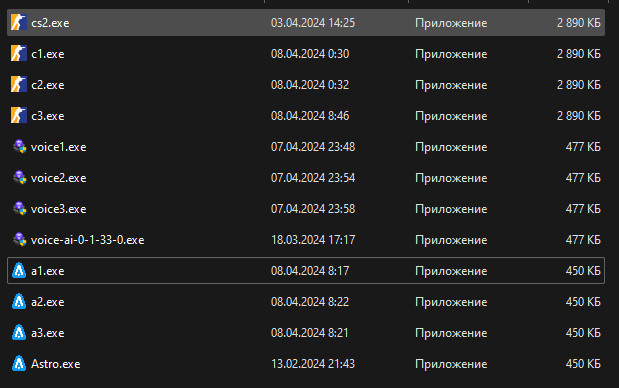 cs2.exe 03.04.2024 14:25 Приложение 2 890 КБ
c1.exe 08.04.2024 0:30 Приложение 2 890 КБ
c2.exe 08.04.2024 0:32 Приложение 2 890 КБ
c3.exe 08.04.2024 8:46 Приложение 2 890 КБ
voice1.exe 07.04.2024 23:48 Приложение 477 КБ
voice2.exe 07.04.2024 23:54 Приложение 477 КБ
voice3.exe 07.04.2024 23:58 Приложение 477 КБ
voice-ai-0-1-33-0.exe 18.03.2024 17:17 Приложение 477 КБ
a1.exe 08.04.2024 8:17 Приложение 450 КБ
a2.exe 08.04.2024 8:22 Приложение 450 КБ
a3.exe 08.04.2024 8:21 Приложение 450 КБ
Astro.exe 13.02.2024 21:43 Приложение 450 КБ